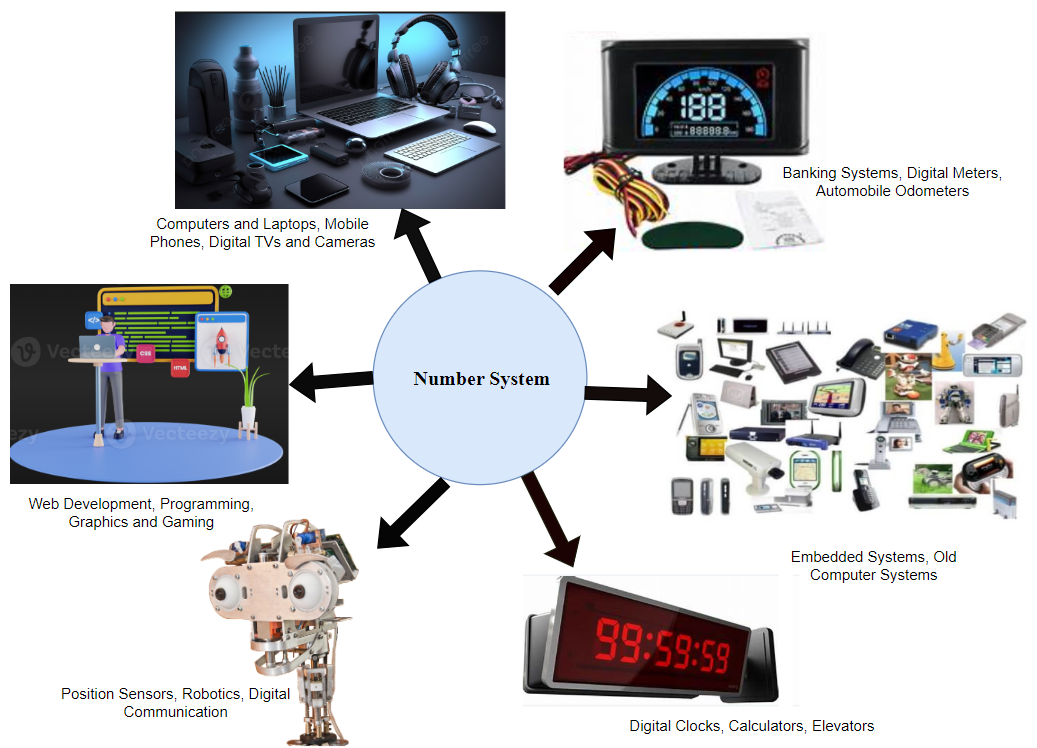 Computers and Laptops, Mobile
Phones, Digital TVs and Cameras
188
km/h
Banking Systems, Digital Meters,
Automobile Odometers
Number System
</>
CSS
HTML
Vecteezy
Vecteezy
Web Development, Programming,
Graphics and Gaming
Embedded Systems, Old
Computer Systems
99:59:59
Position Sensors, Robotics, Digital
Communication
Digital Clocks, Calculators, Elevators